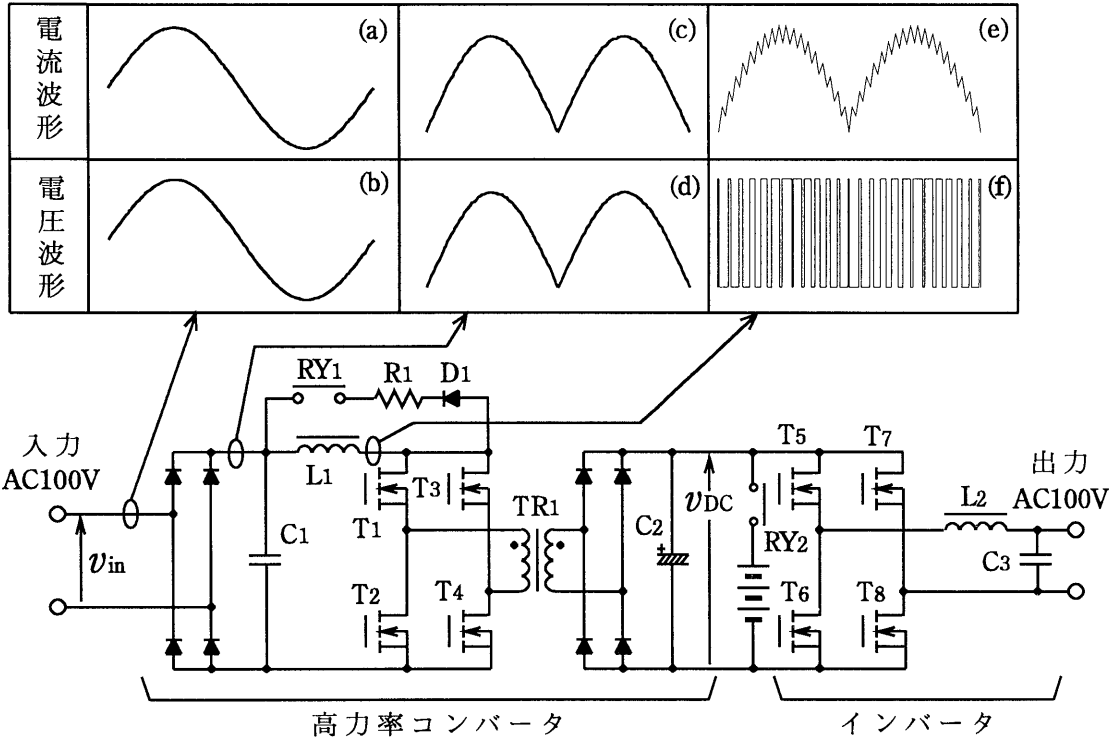 電流波形
(a)
(c)
(e)
電圧波形
(b)
(d)
(f)
RY1
R1
D1
入力
AC100V
L1
T3
T1
C1
TR1
C2
vDC
T5
T7
出力
AC100V
L2
RY2
C3
vin
T2
T4
T6
T8
高力率コンバータ
インバータ